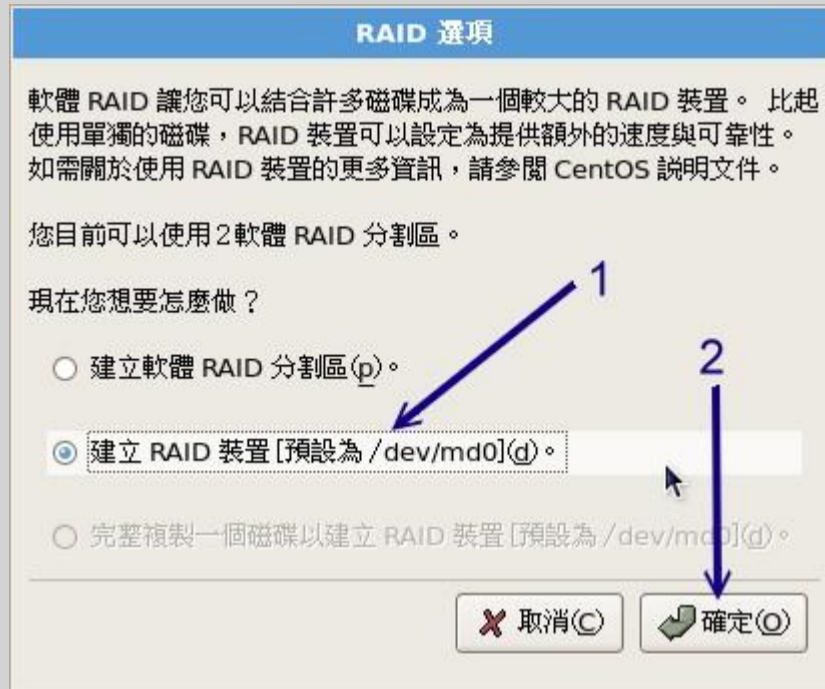 RAID 選項
軟體 RAID 讓您可以結合許多磁碟成為一個較大的 RAID 裝置。 比起
使用單獨的磁碟，RAID 裝置可以設定為提供額外的速度與可靠性。
如需關於使用 RAID 裝置的更多資訊，請參閱 CentOS 說明文件。
您目前可以使用2軟體 RAID 分割區。
現在您想要怎麼做？
1
建立軟體 RAID 分割區(p)。
2
建立 RAID 裝置 [預設為 /dev/md0](d)。
完整複製一個磁碟以建立 RAID 裝置 [預設為 /dev/md0](d)。
取消(C)
確定(O)